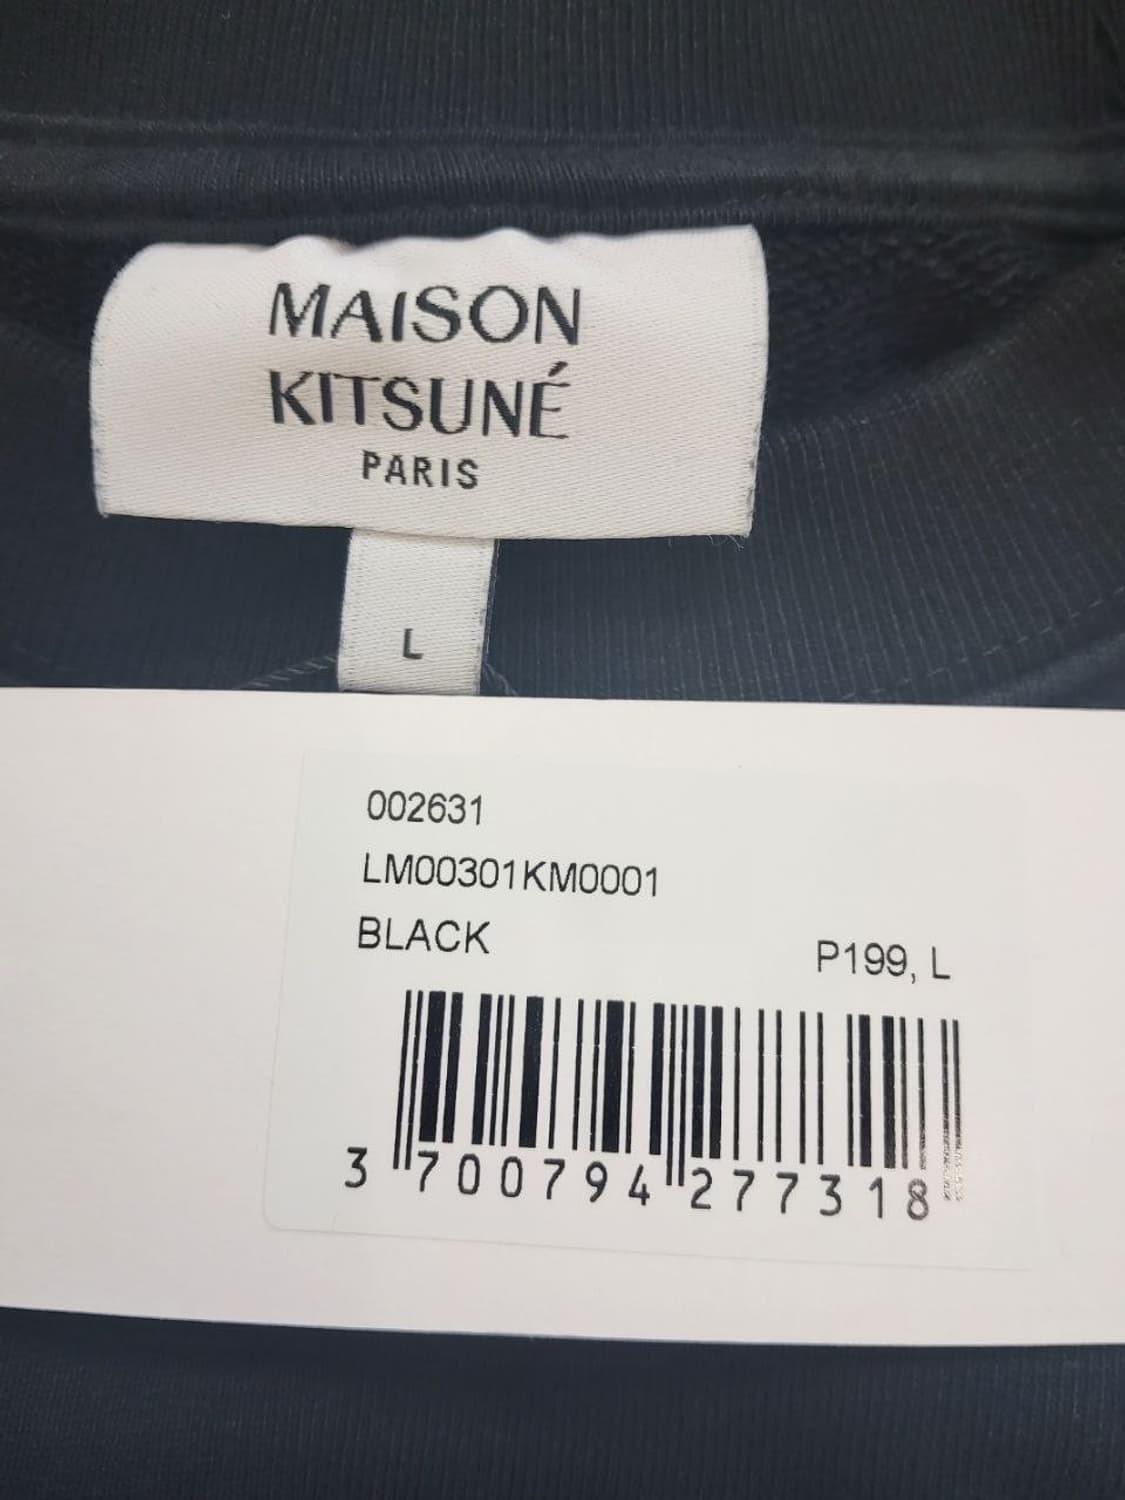 MAISON
KITSUNÉ
PARIS
L
002631
LM00301KM0001
BLACK
P199, L
3 700794 277318